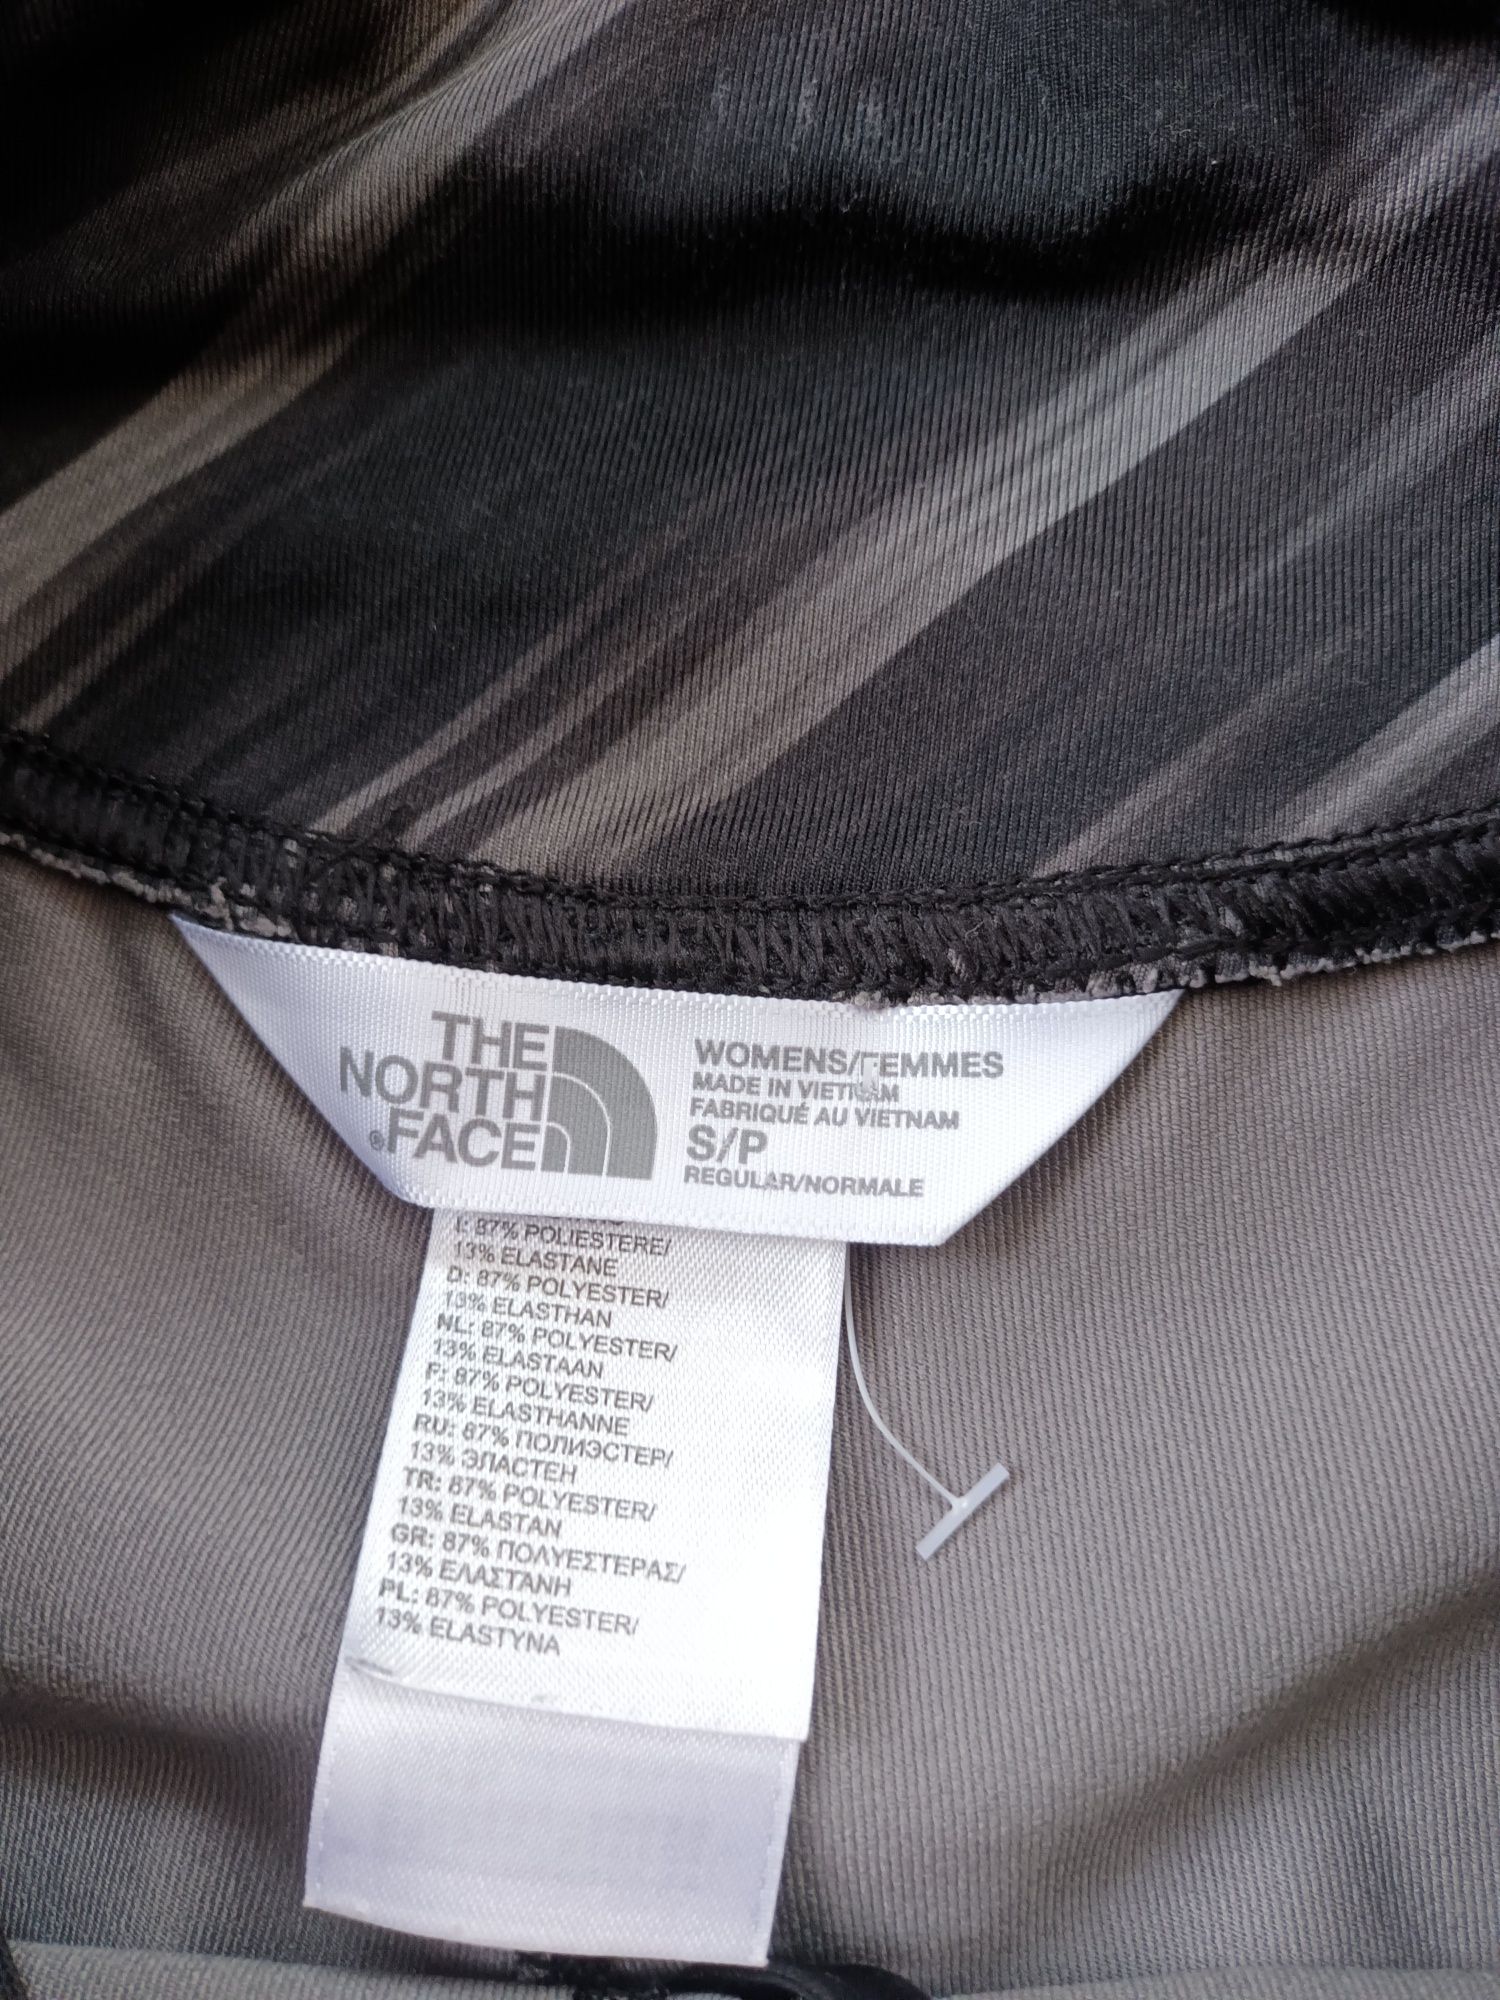 THE
NORTH
FACE
®
WOMENS/FEMMES
MADE IN VIETNAM
FABRIQUÉ AU VIETNAM
S/P
REGULAR/NORMALE
I: 87% POLIESTERE/
13% ELASTANE
D: 87% POLYESTER/
13% ELASTHAN
NL: 87% POLYESTER/
13% ELASTAAN
F: 87% POLYESTER/
13% ELASTHANNE
RU: 87% ПОЛИЭСТЕР/
13% ЭЛАСТЕН
TR: 87% POLYESTER/
13% ELASTAN
GR: 87% ΠΟΛΥΕΣΤΕΡΑΣ/
13% ΕΛΑΣΤΑΝΗ
PL: 87% POLYESTER/
13% ELASTYNA